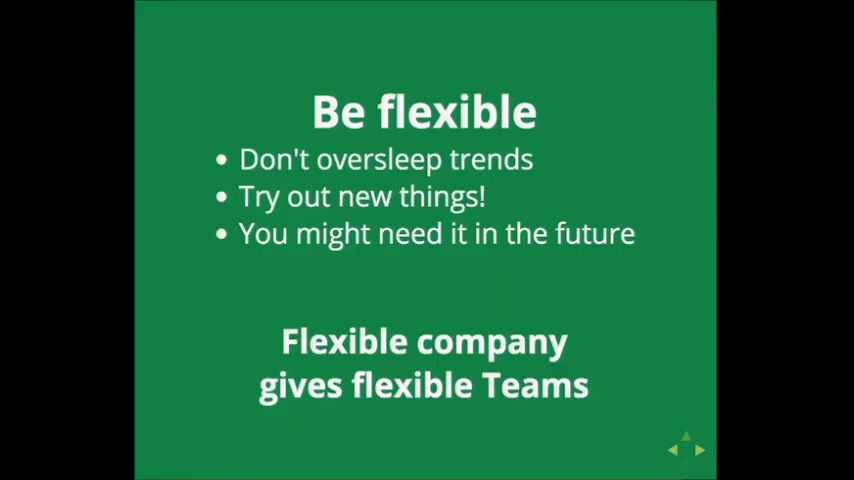 Be flexible
Don't oversleep trends
Try out new things!
You might need it in the future
Flexible company
gives flexible Teams